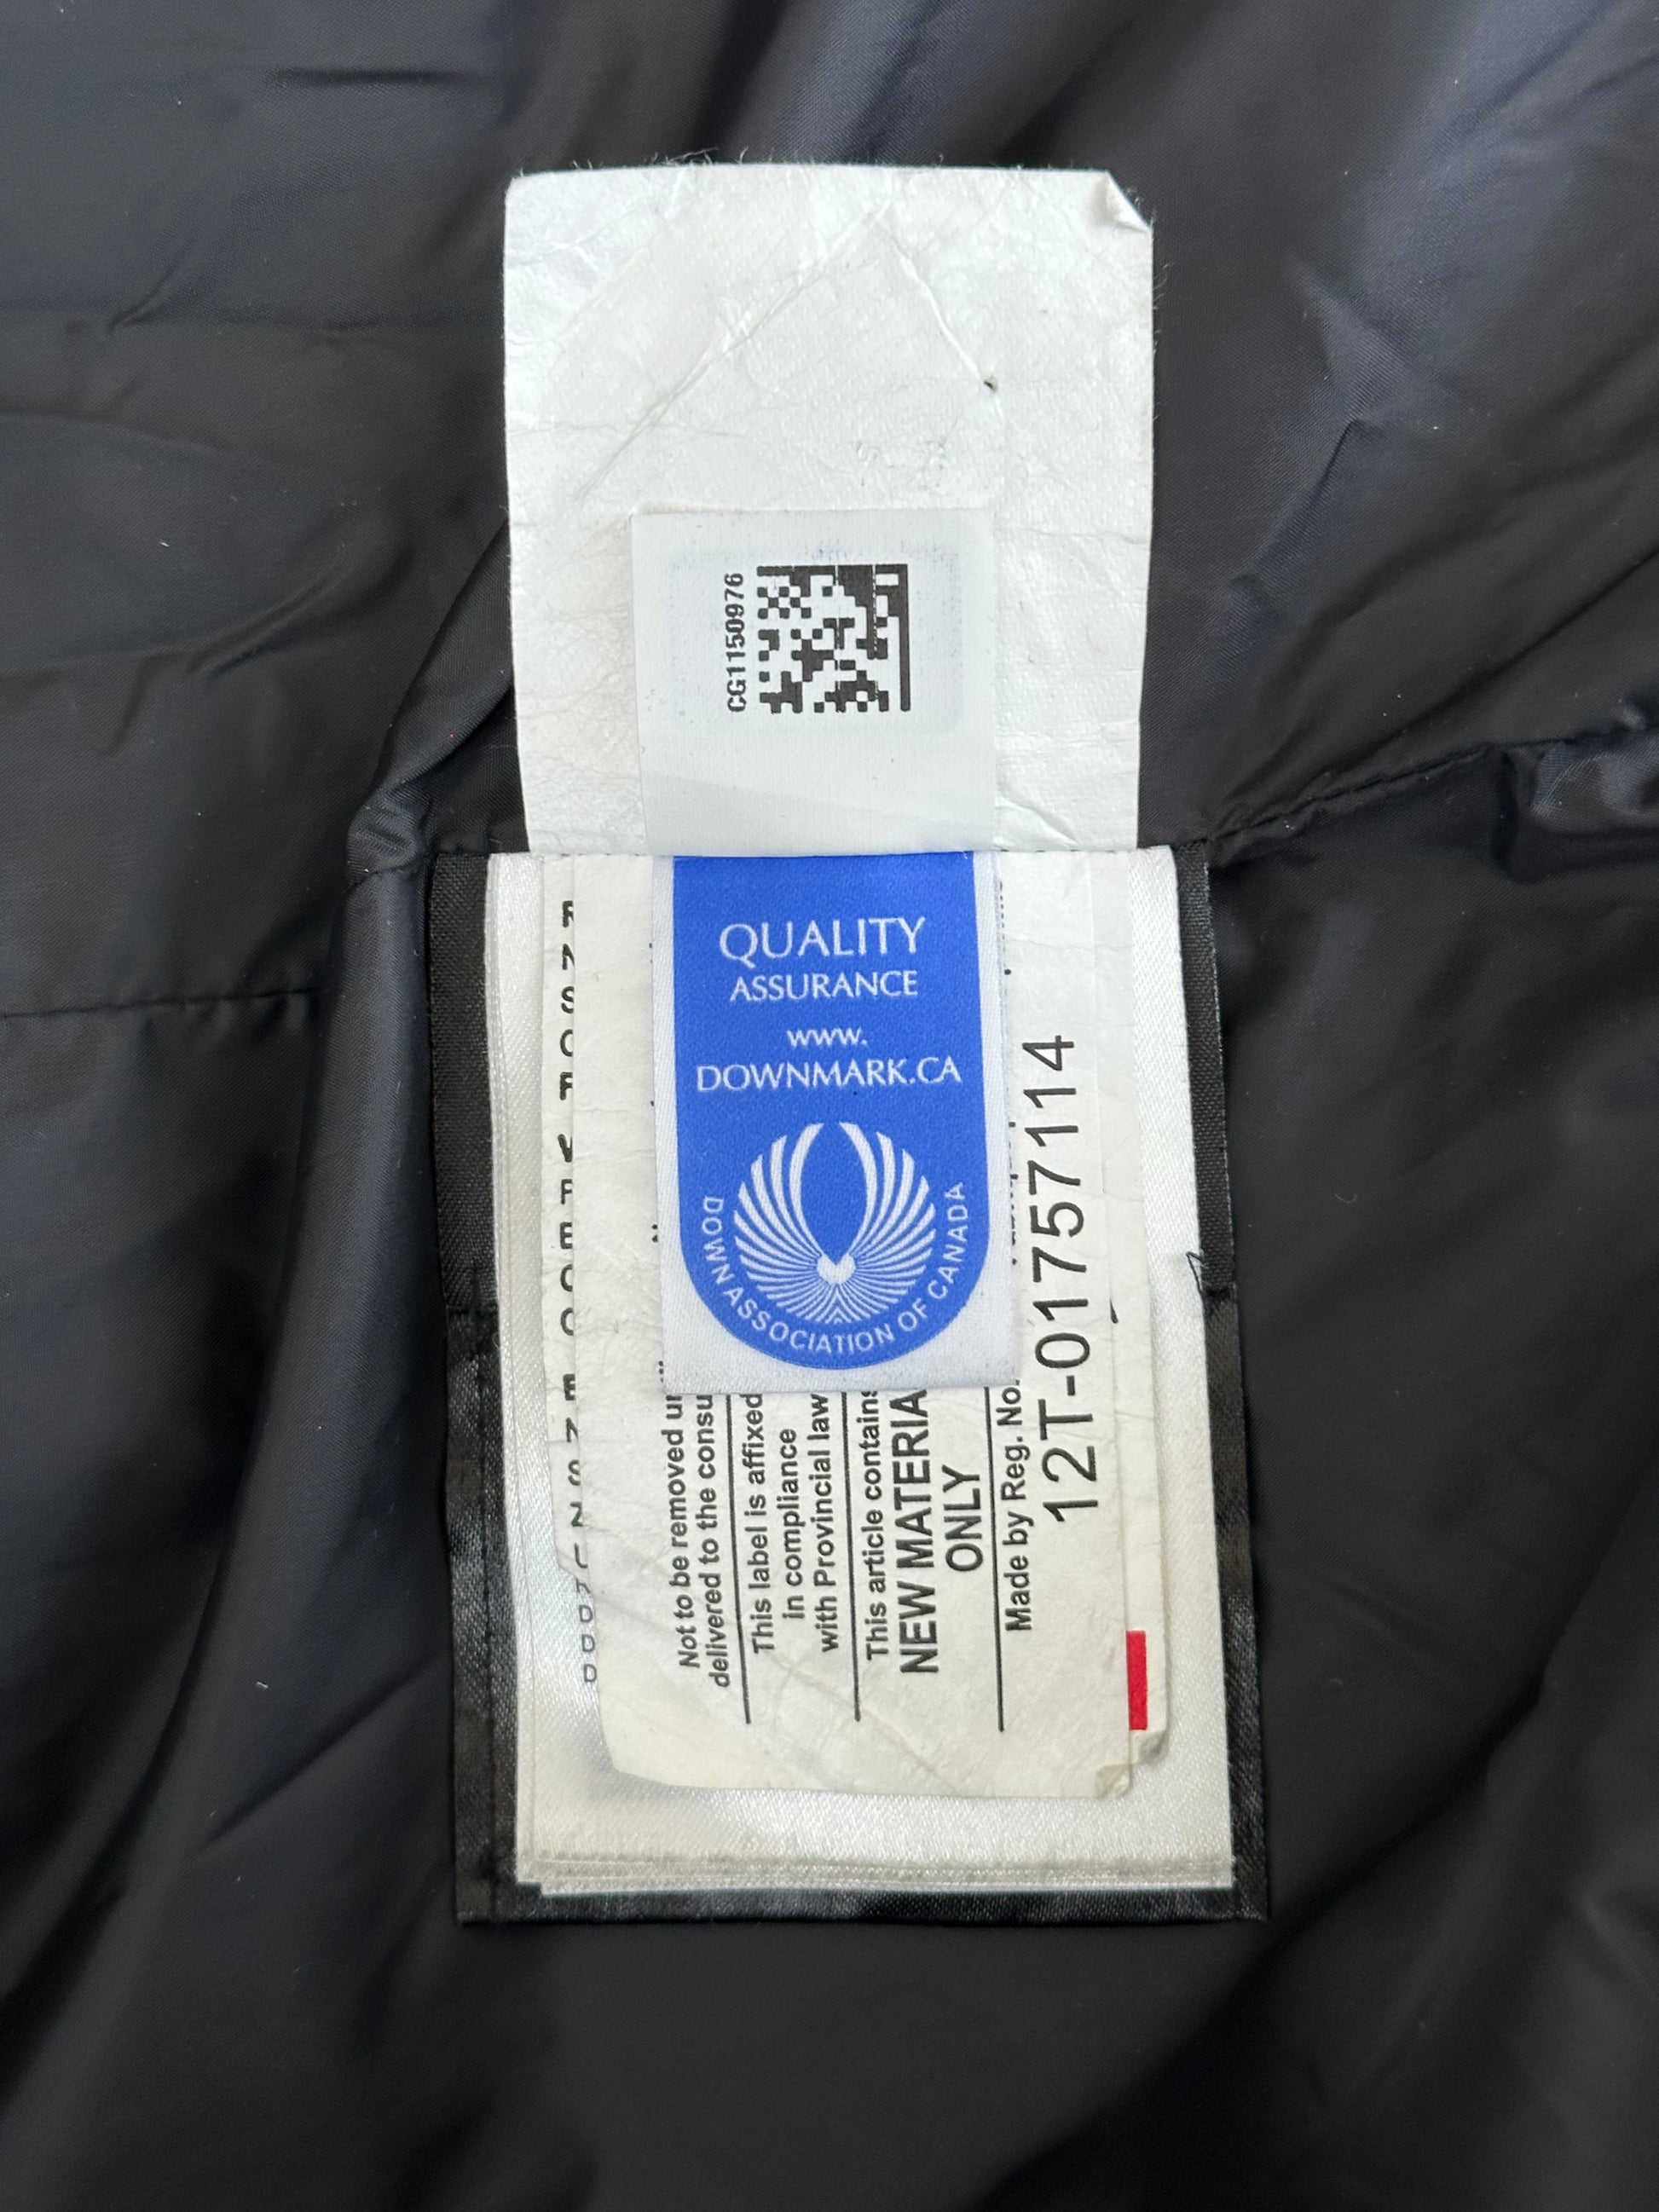 CG1150976
QUALITY
ASSURANCE
www.
DOWNMARK.CA
DOWN ASSOCIATION OF CANADA
Not to be removed
delivered to the
This label is affixed
in compliance
with Provincial law
This article contains
NEW MATERIA
ONLY
Made by Reg. No.
12T-01757114